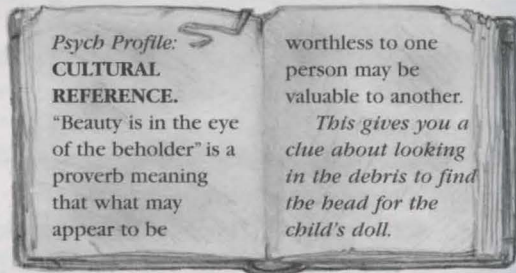 Psych Profile:
CULTURAL
REFERENCE.
"Beauty is in the eye
of the beholder" is a
proverb meaning
that what may
appear to be
worthless to one
person may be
valuable to another.
This gives you a
clue about looking
in the debris to find
the head for the
child's doll.